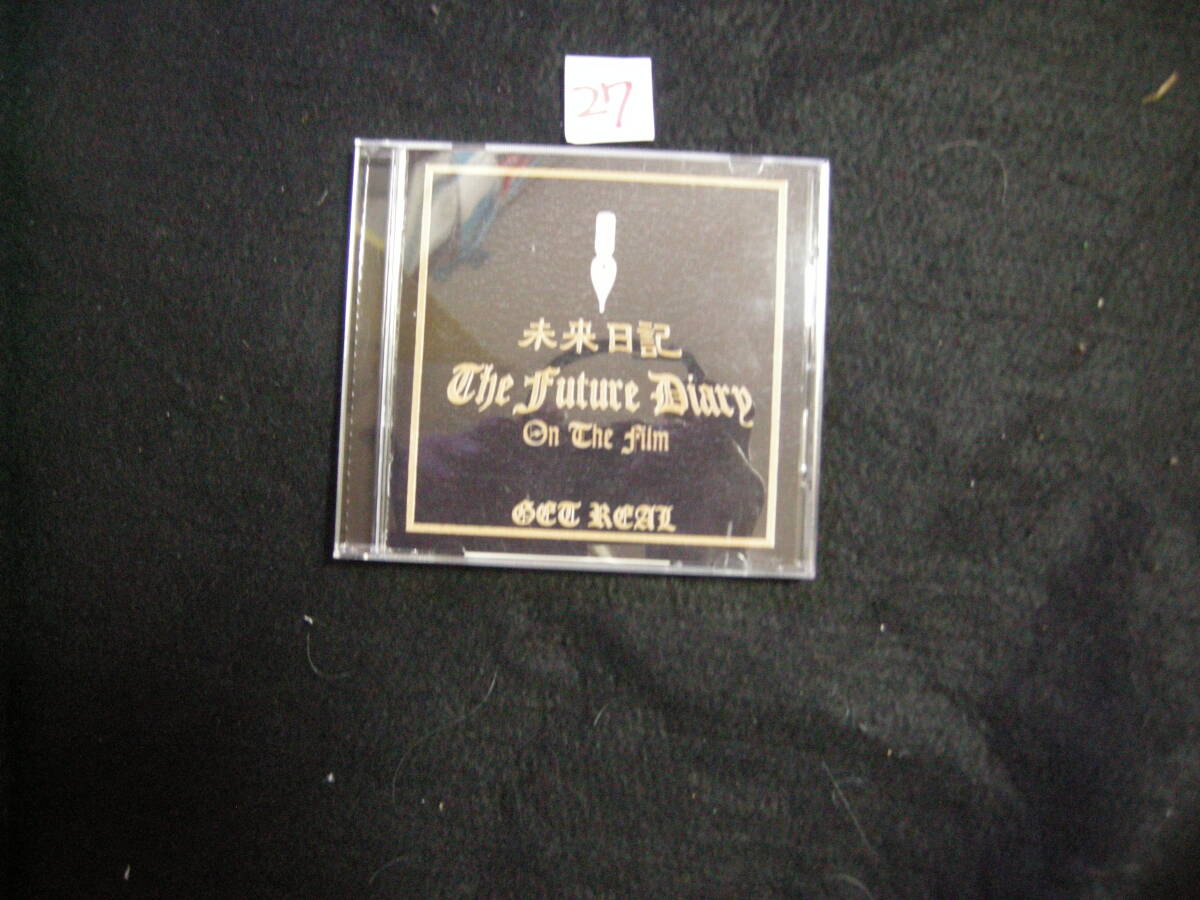 27
未来日記
The Future Diary
On The Film
GET REAL